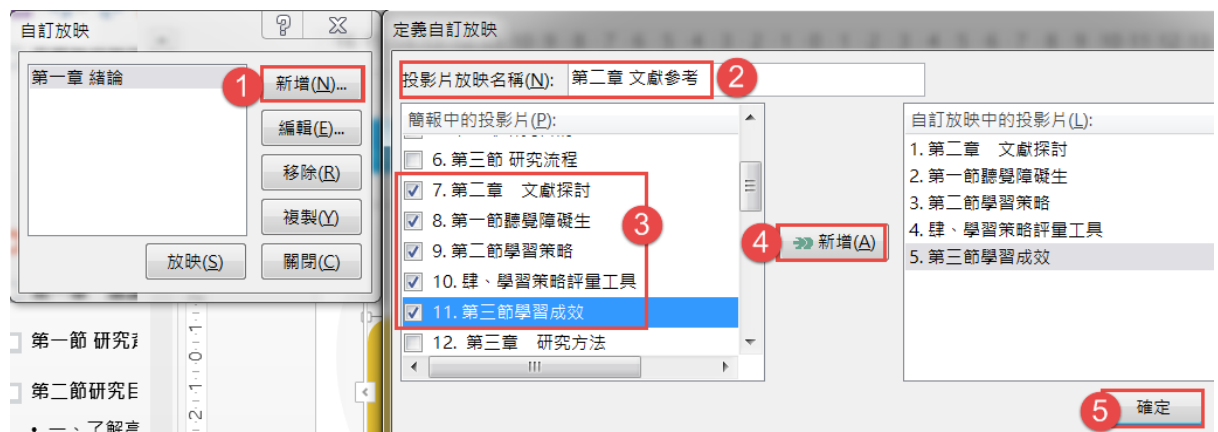 自訂放映
第一章 緒論
1
新增(N)...
編輯(E)...
移除(R)
複製(Y)
放映(S)
關閉(C)
第一節
第二節研究目
定義自訂放映
投影片放映名稱(N): 第二章 文獻參考
2
簡報中的投影片(P):
6. 第三節 研究流程
7. 第二章 文獻探討
8. 第一節聽覺障礙生
9. 第二節學習策略
10. 肆、學習策略評量工具
11. 第三節學習成效
12. 第三章 研究方法
3
4
新增(A)
自訂放映中的投影片(L):
1. 第二章 文獻探討
2. 第一節聽覺障礙生
3. 第二節學習策略
4. 肆、學習策略評量工具
5. 第三節學習成效
5
確定